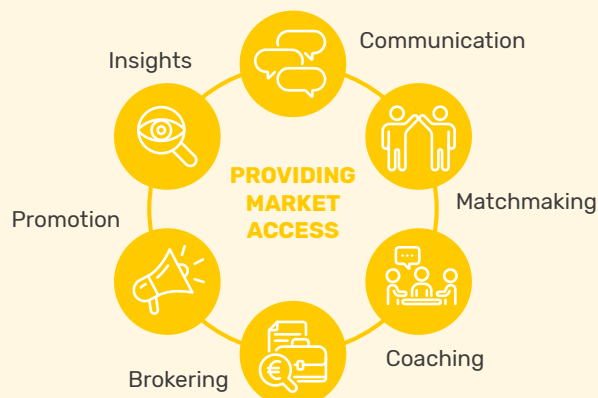 Communication
Insights
PROVIDING
MARKET
ACCESS
Matchmaking
Promotion
Coaching
Brokering
€